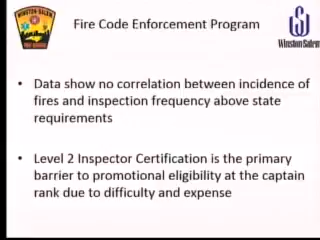 WINSTON-SALEM
Fire Code Enforcement Program
Winston-Salem
• Data show no correlation between incidence of
fires and inspection frequency above state
requirements
• Level 2 Inspector Certification is the primary
barrier to promotional eligibility at the captain
rank due to difficulty and expense